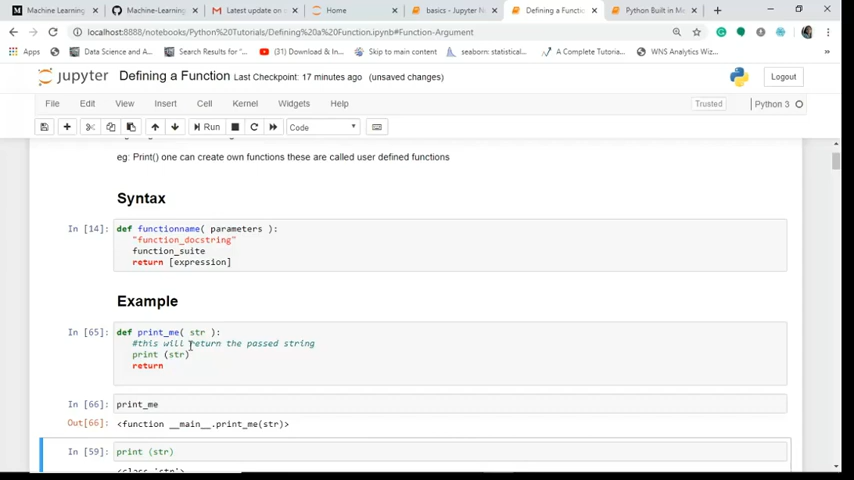 Machine Learning
Machine-Learning
Latest update on
Home
basics - Jupyter N
Defining a Functio
Python Built in M
localhost:8888/notebooks/Python%20Tutorials/Defining%20a%20Function.ipynb#Function-Argument
Apps
Data Science and A...
Search Results for "...
(31) Download & In...
Skip to main content
seaborn: statistical...
A Complete Tutoria...
WNS Analytics Wiz...
jupyter Defining a Function Last Checkpoint: 17 minutes ago (unsaved changes)
Logout
File Edit View Insert Cell Kernel Widgets Help
Trusted
Python 3
Run
Code
eg: Print() one can create own functions these are called user defined functions
Syntax
In [14]: def functionname( parameters ):
"function_docstring"
function_suite
return [expression]
Example
In [65]: def print_me( str ):
#this will return the passed string
print (str)
return
In [66]: print_me
Out[66]: <function __main__.print_me(str)>
In [59]: print (str)
<class 'str'>